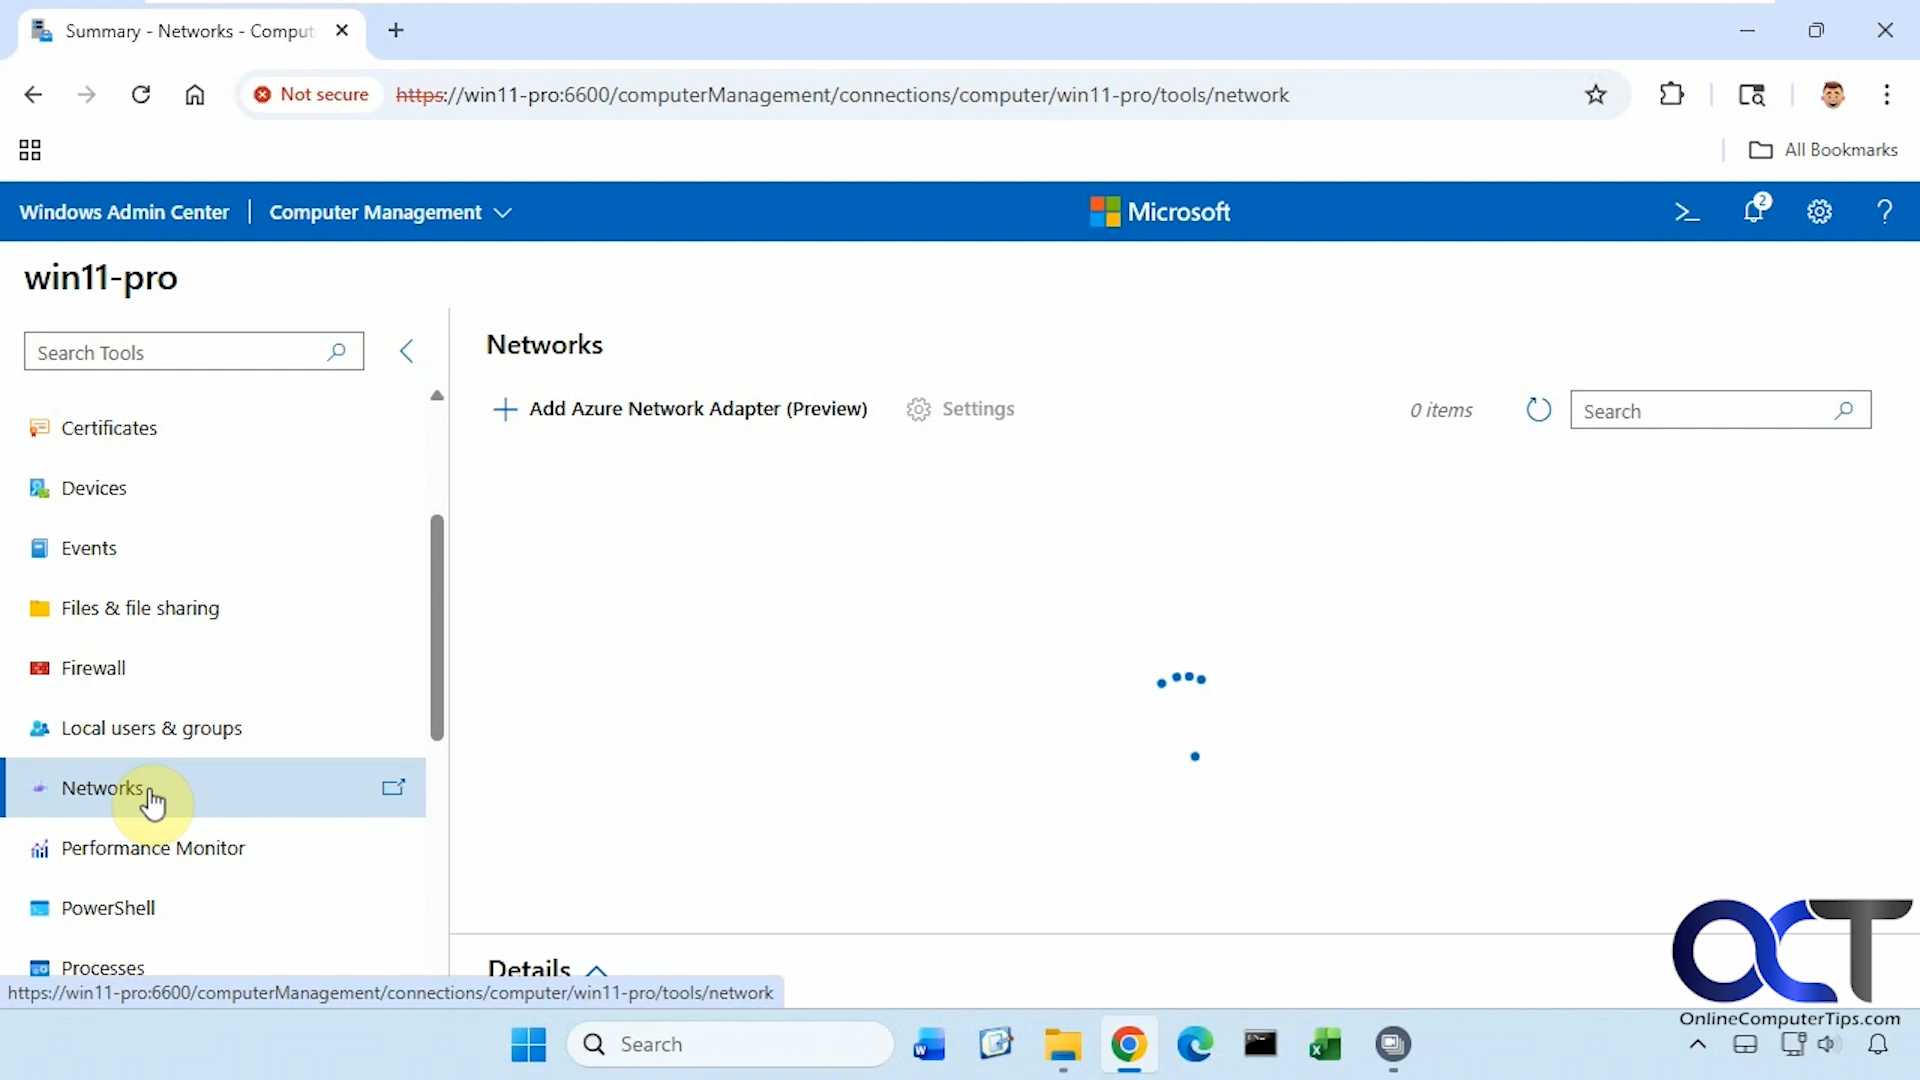 Summary - Networks - Comput
Not secure
https://win11-pro:6600/computerManagement/connections/computer/win11-pro/tools/network
All Bookmarks
Windows Admin Center
Computer Management
Microsoft
2
win11-pro
Search Tools
Certificates
Devices
Events
Files & file sharing
Firewall
Local users & groups
Networks
Performance Monitor
PowerShell
Processes
Networks
Add Azure Network Adapter (Preview)
Settings
0 items
Search
Details
https://win11-pro:6600/computerManagement/connections/computer/win11-pro/tools/network
OCT
OnlineComputerTips.com
Search